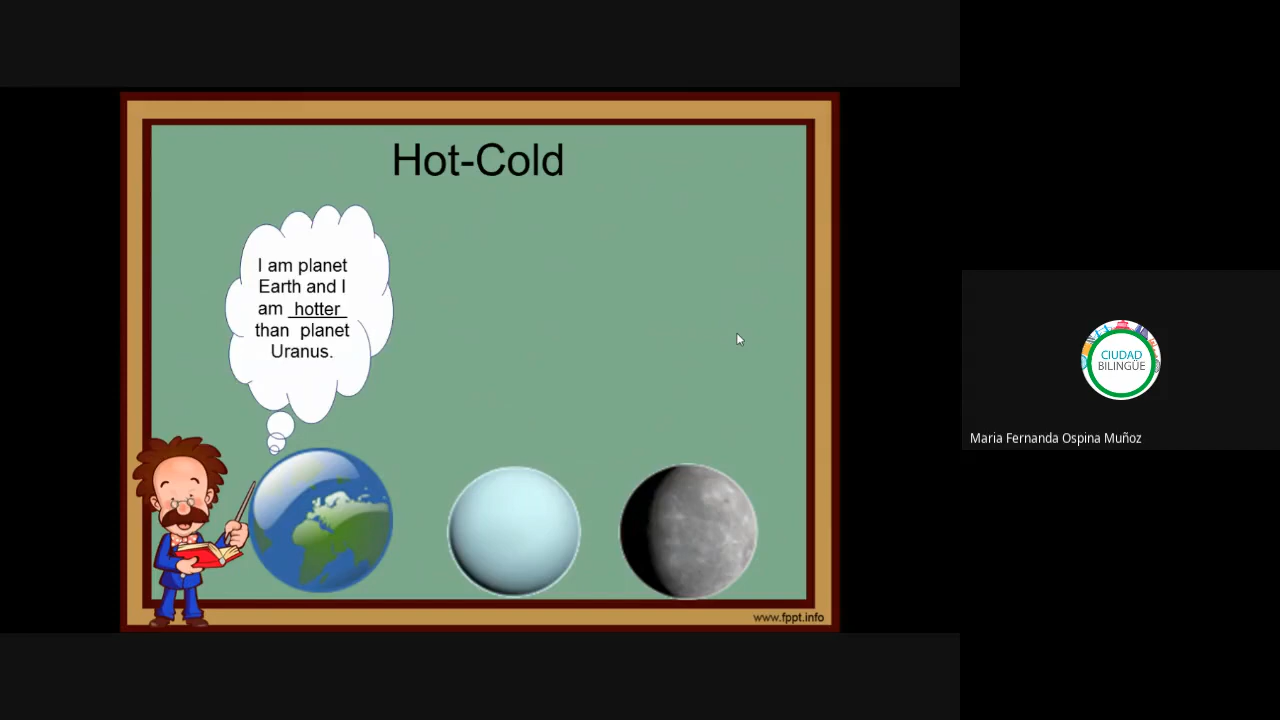 Hot-Cold
I am planet
Earth and I
am hotter
than planet
Uranus.
www.fppt.info
CIUDAD
BILINGÜE
Maria Fernanda Ospina Muñoz